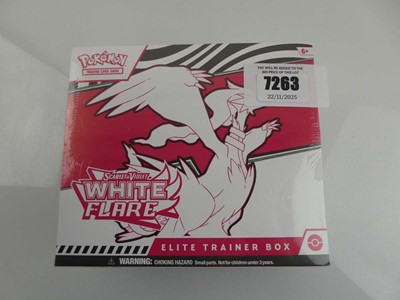 POKÉMON
TRADING CARD GAME
6+
VAT WILL BE ADDED TO THE
BID PRICE OF THIS LOT
7263
22/11/2025
SCARLET & VIOLET
WHITE
FLARE
ELITE TRAINER BOX
WARNING: CHOKING HAZARD Small parts. Not for children under 3 years.